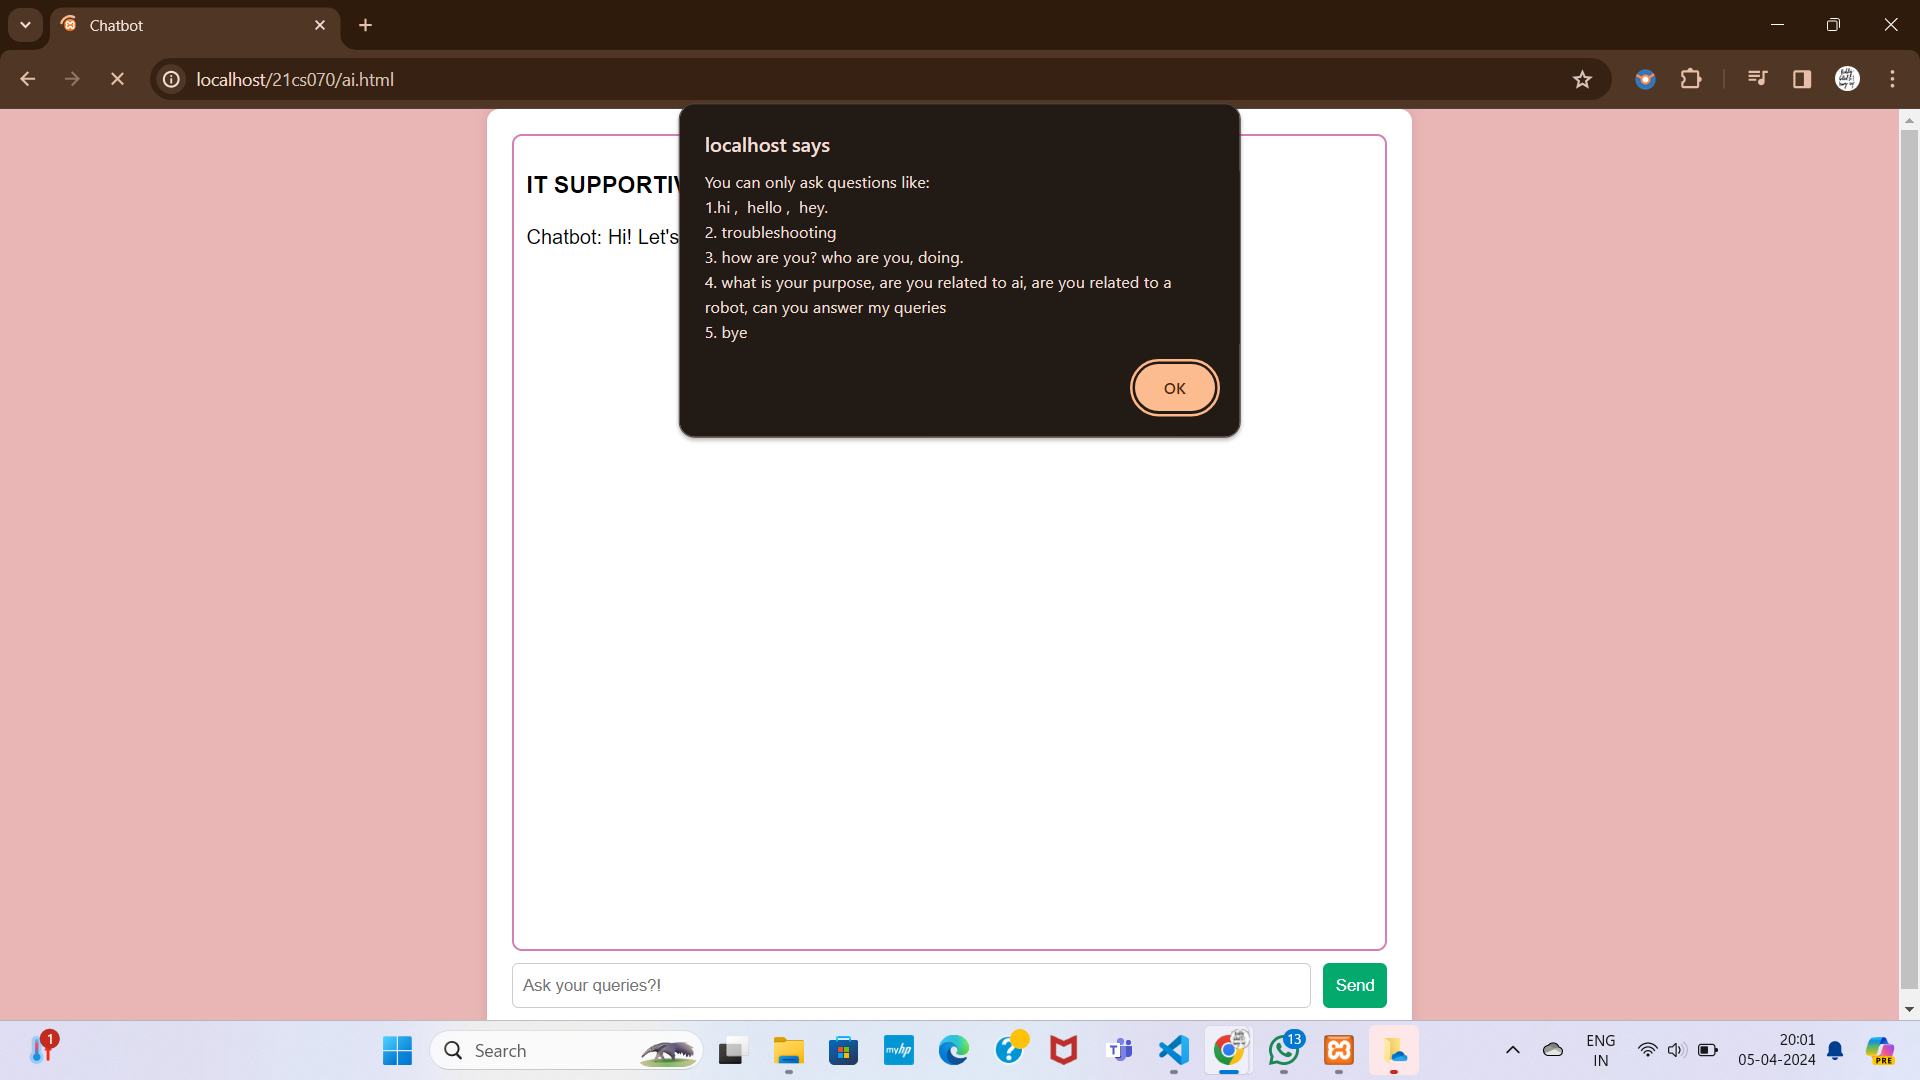 Chatbot
localhost/21cs070/ai.html
localhost says
You can only ask questions like:
1.hi , hello , hey.
2. troubleshooting
3. how are you? who are you, doing.
4. what is your purpose, are you related to ai, are you related to a
robot, can you answer my queries
5. bye
OK
IT SUPPORTIV
Chatbot: Hi! Let's
Ask your queries?!
Send
1
Search
myhp
13
ENG
IN
20:01
05-04-2024
PRE